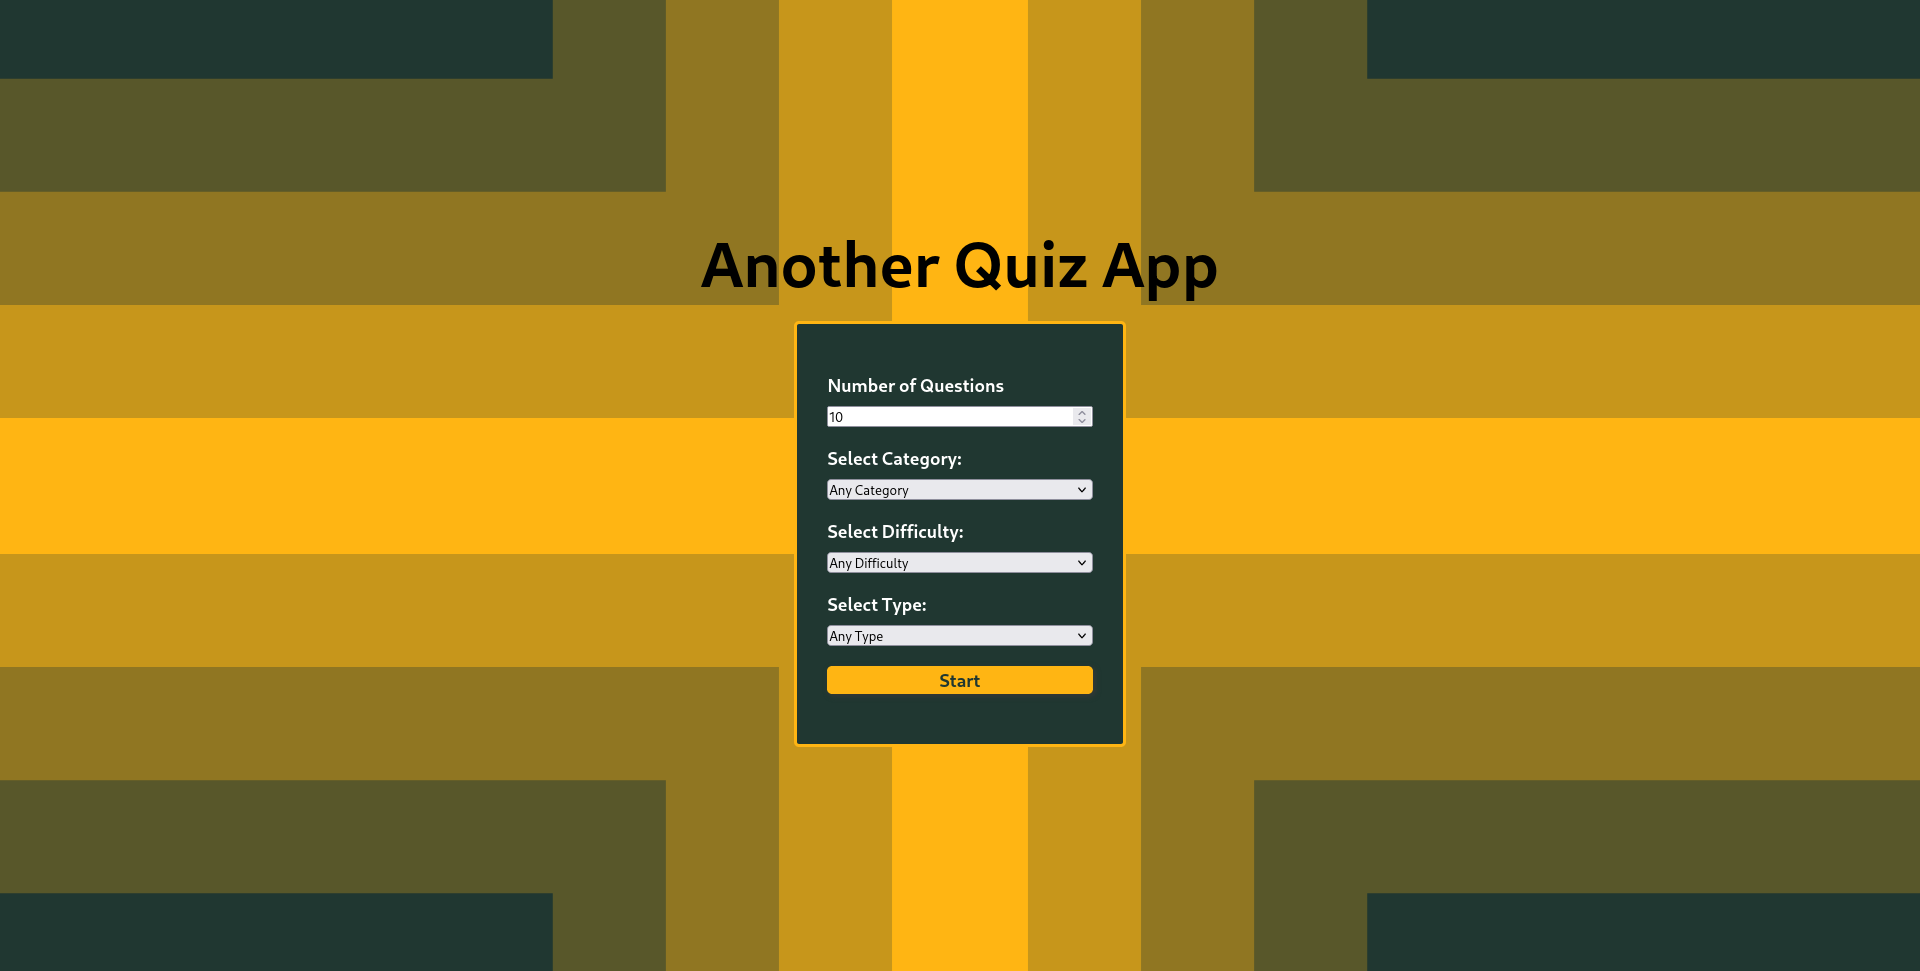 Another Quiz App
Number of Questions
10
Select Category:
Any Category
Select Difficulty:
Any Difficulty
Select Type:
Any Type
Start